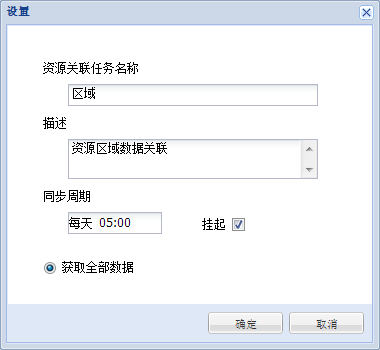 设置
资源关联任务名称
区域
描述
资源区域数据关联
同步周期
每天 05:00 挂起
获取全部数据
确定 取消